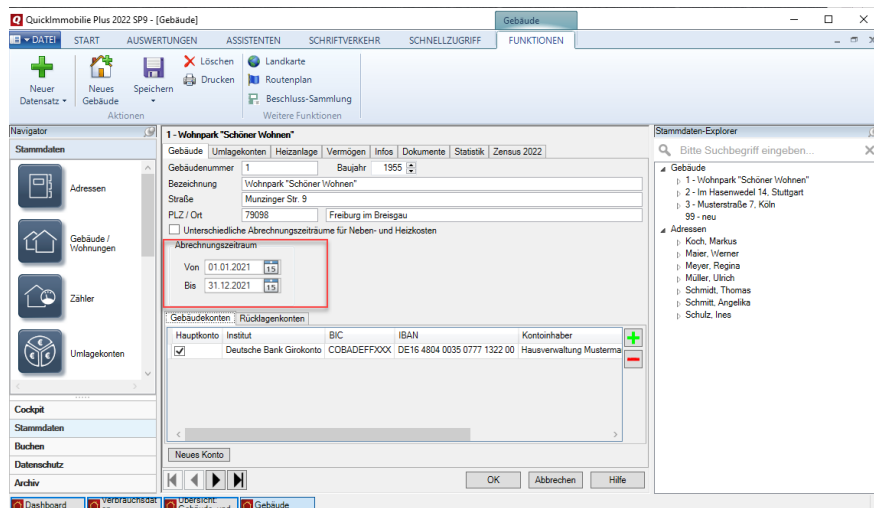 QuickImmobilie Plus 2022 SP9 - [Gebäude]
Gebäude
DATEI START AUSWERTUNGEN ASSISTENTEN SCHRIFTVERKEHR SCHNELLZUGRIFF FUNKTIONEN
Neuer Datensatz
Neues Gebäude
Speichern
Löschen
Drucken
Aktionen
Landkarte
Routenplan
Beschluss-Sammlung
Weitere Funktionen
Navigator
Stammdaten
Adressen
Gebäude / Wohnungen
Zähler
Umlagekonten
Cockpit
Stammdaten
Buchen
Datenschutz
Archiv
1 - Wohnpark "Schöner Wohnen"
Gebäude Umlagekonten Heizanlage Vermögen Infos Dokumente Statistik Zensus 2022
Gebäudenummer 1 Baujahr 1955
Bezeichnung Wohnpark "Schöner Wohnen"
Straße Munzinger Str. 9
PLZ / Ort 79098 Freiburg im Breisgau
Unterschiedliche Abrechnungszeiträume für Neben- und Heizkosten
Abrechnungszeitraum
Von 01.01.2021 15
Bis 31.12.2021 15
Gebäudekonten Rücklagenkonten
Hauptkonto Institut BIC IBAN Kontoinhaber
Deutsche Bank Girokonto COBADEFFXXX DE16 4804 0035 0777 1322 00 Hausverwaltung Musterma
Neues Konto
OK Abbrechen Hilfe
Stammdaten-Explorer
Bitte Suchbegriff eingeben...
Gebäude
1 - Wohnpark "Schöner Wohnen"
2 - Im Hasenwedel 14, Stuttgart
3 - Musterstraße 7, Köln
99 - neu
Adressen
Koch, Markus
Maier, Werner
Meyer, Regina
Müller, Ulrich
Schmidt, Thomas
Schmitt, Angelika
Schulz, Ines
Dashboard Verbrauchsdat Übersicht: Gebäude